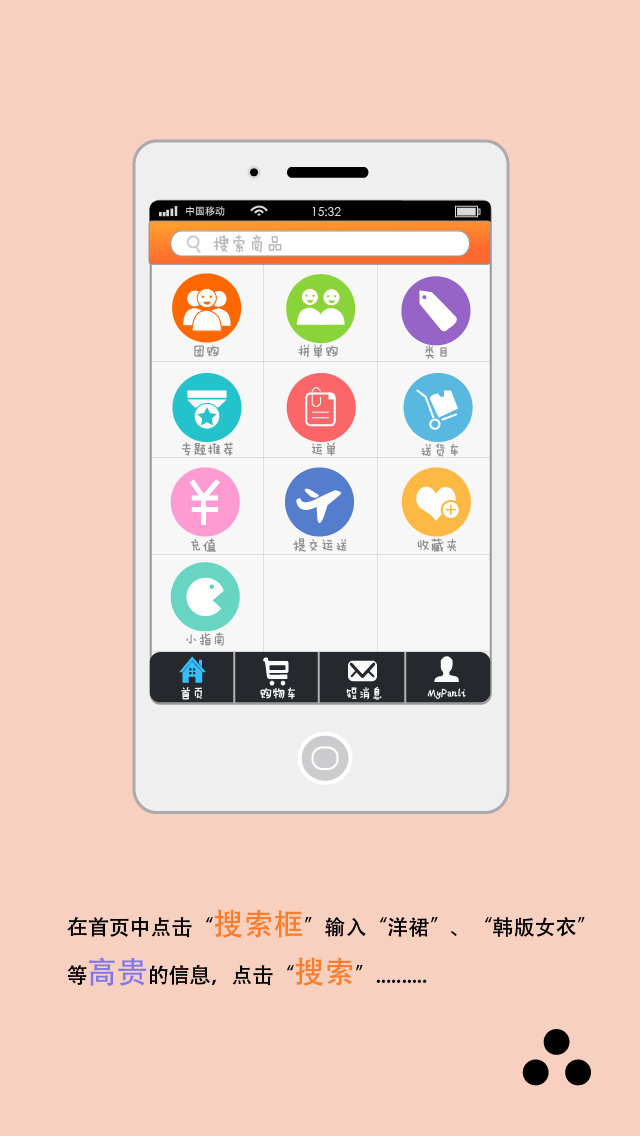 中国移动 15:32
搜索商品
团购 拼单购 类目
专题推荐 运单 送货车
充值 提交运送 收藏夹
小指南
首页 购物车 短消息 MyPanli
在首页中点击“搜索框”输入“洋裙”、“韩版女衣”
等高贵的信息，点击“搜索”..........